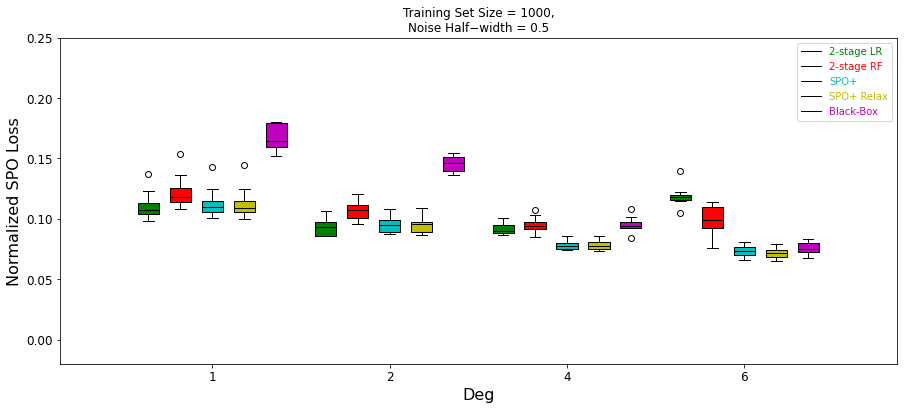 Training Set Size = 1000,
Noise Half−width = 0.5
Normalized SPO Loss
0.25
0.20
0.15
0.10
0.05
0.00
2-stage LR
2-stage RF
SPO+
SPO+ Relax
Black-Box
1 2 4 6
Deg